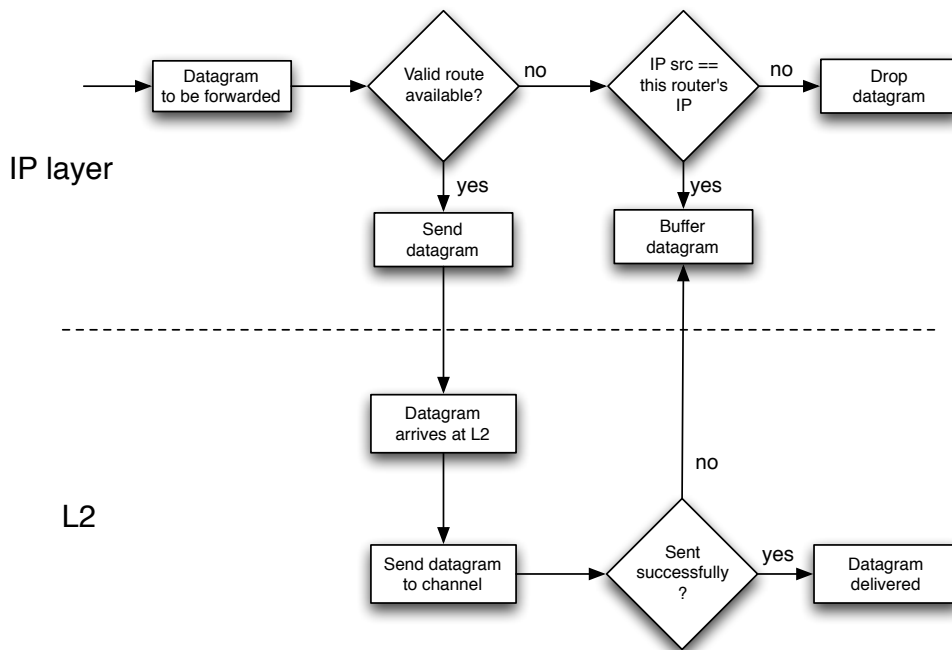 Datagram
to be forwarded
Valid route
available?
no
IP src ==
this router's
IP
no
Drop
datagram
IP layer
yes
yes
Send
datagram
Buffer
datagram
Datagram
arrives at L2
no
L2
Send datagram
to channel
Sent
successfully
?
yes
Datagram
delivered